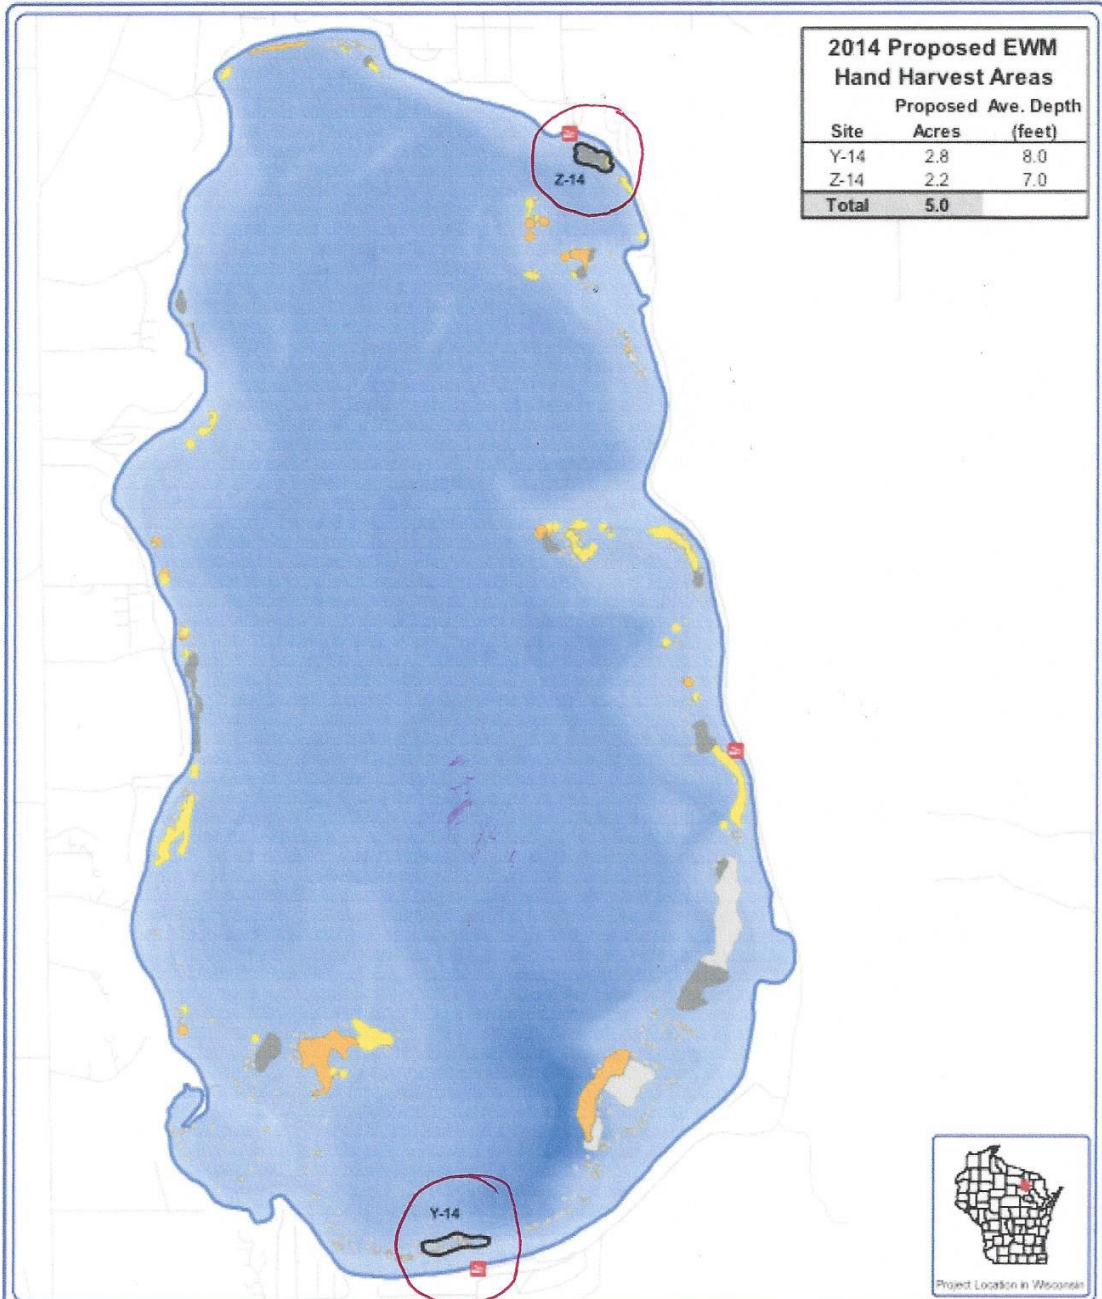 2014 Proposed EWM
Hand Harvest Areas
Proposed Ave. Depth
Site Acres (feet)
Y-14 2.8 8.0
Z-14 2.2 7.0
Total 5.0
Z-14
Y-14
Project Location in Wisconsin